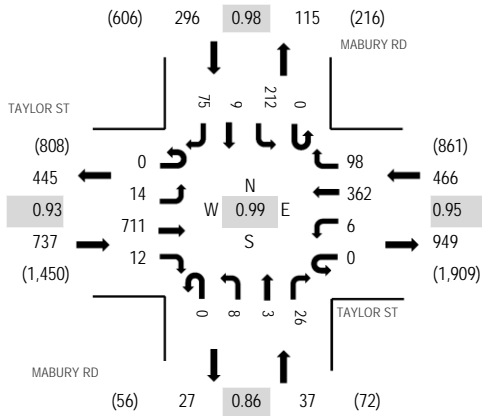 (606) 296 0.98 115 (216)
MABURY RD
TAYLOR ST
75 9 212 0
(808) (861)
0 98
445 466
14 N 362
0.93 711 W 0.99 E 0.95
6
737 S 949
12 0
(1,450) (1,909)
0 8 3 26
TAYLOR ST
MABURY RD
(56) 27 0.86 37 (72)